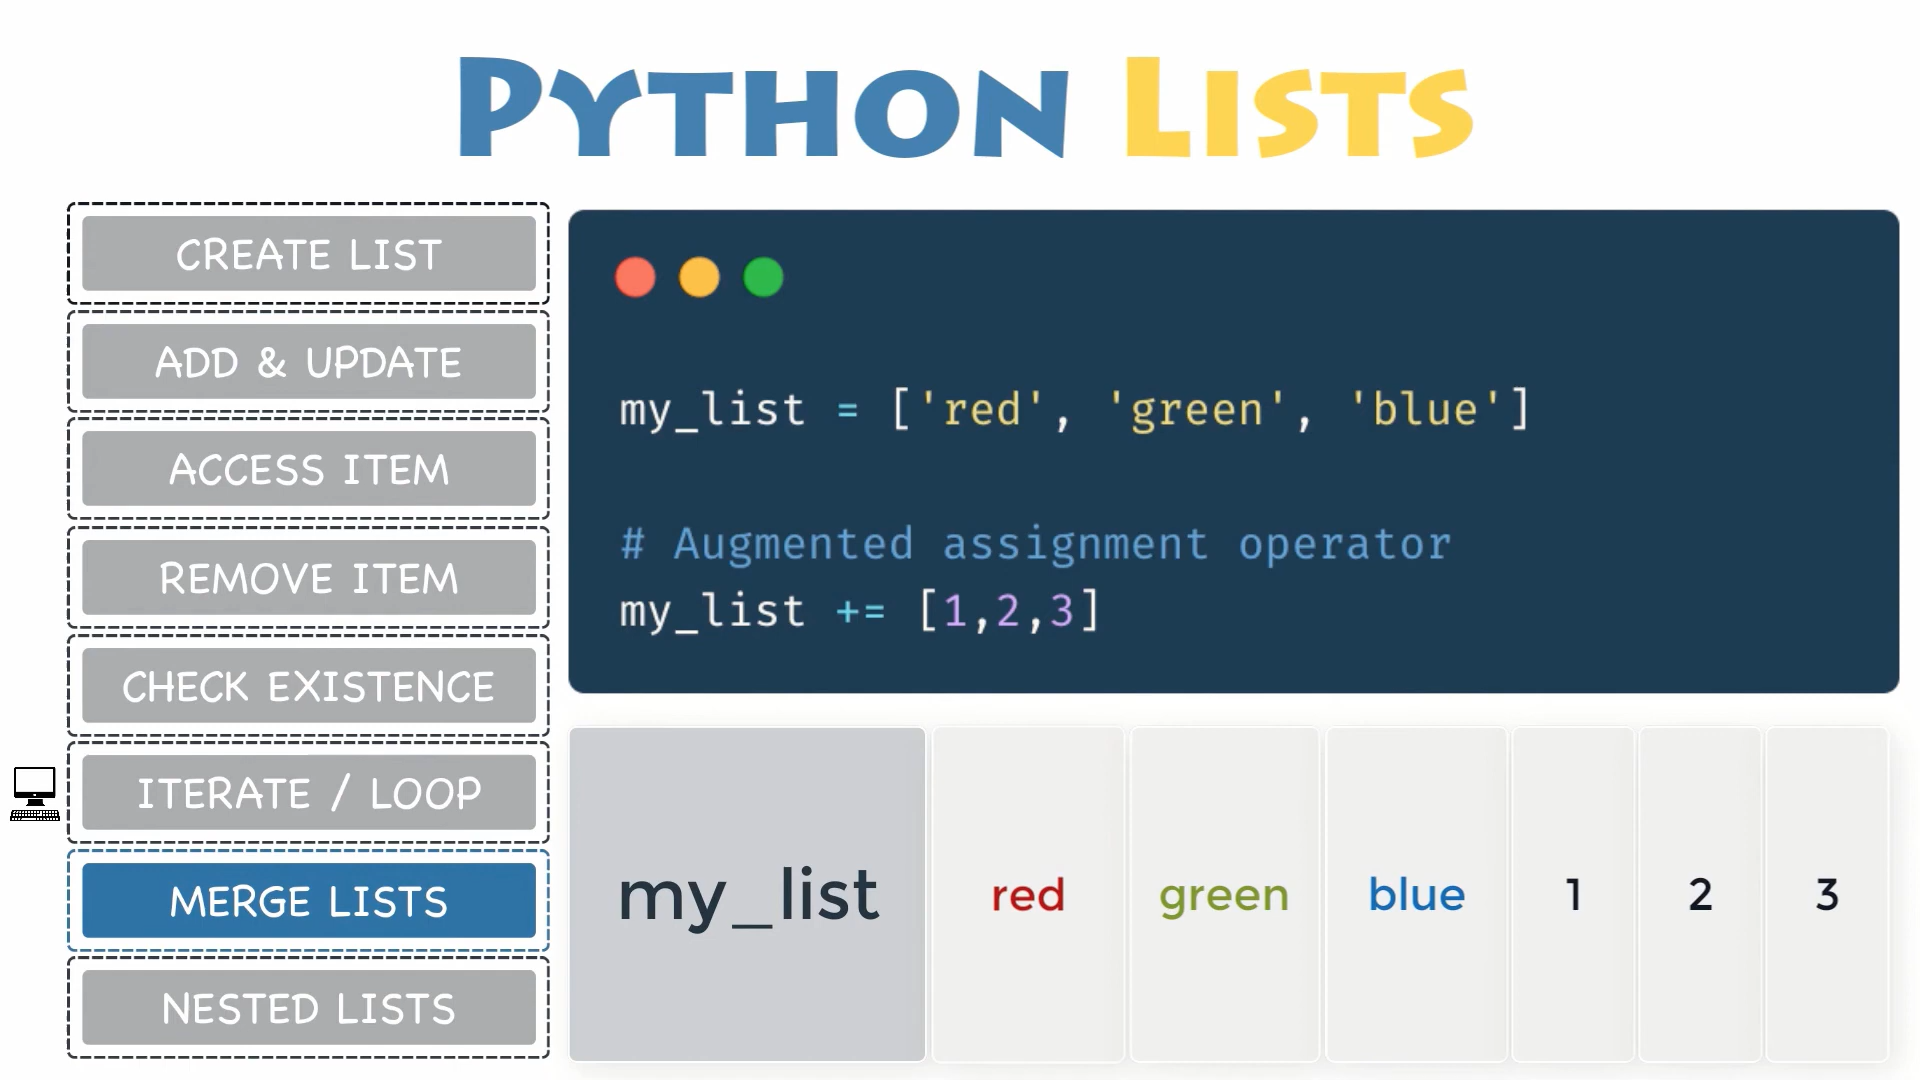 PYTHON LISTS
CREATE LIST
ADD & UPDATE
ACCESS ITEM
REMOVE ITEM
CHECK EXISTENCE
ITERATE / LOOP
MERGE LISTS
NESTED LISTS
my_list = ['red', 'green', 'blue']
# Augmented assignment operator
my_list += [1,2,3]
my_list red green blue 1 2 3